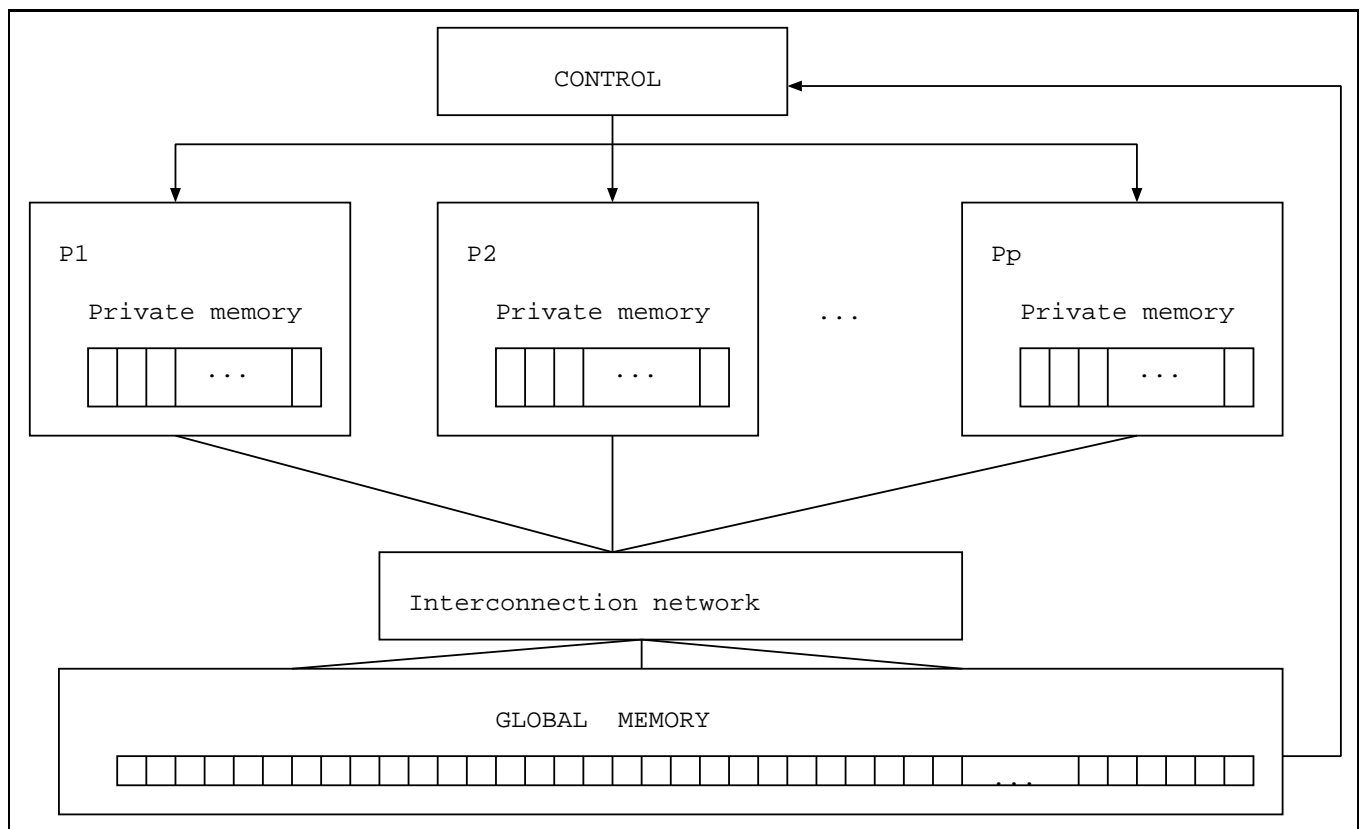 CONTROL
P1
P2
Pp
Private memory
Private memory
...
Private memory
...
...
...
Interconnection network
GLOBAL MEMORY
...